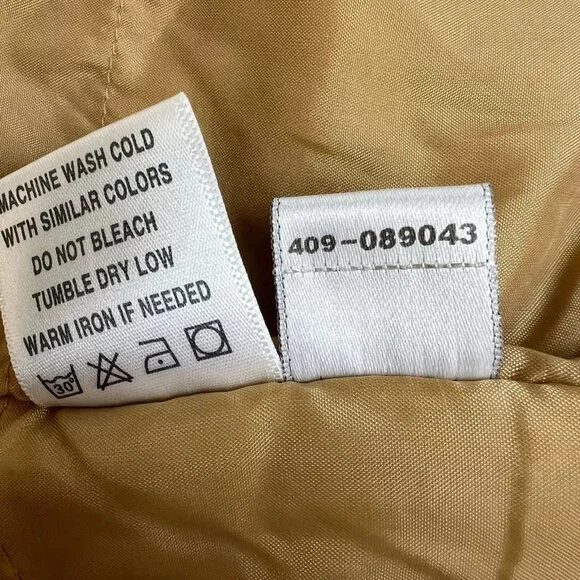 MACHINE WASH COLD
WITH SIMILAR COLORS
DO NOT BLEACH
TUMBLE DRY LOW
WARM IRON IF NEEDED
30°
409-089043